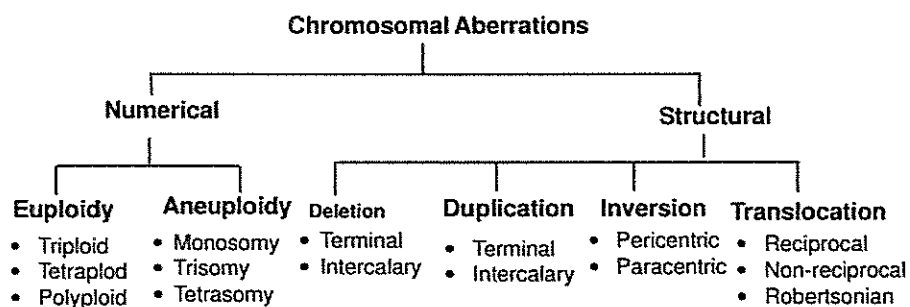 Chromosomal Aberrations
Numerical
Structural
Euploidy
• Triploid
• Tetraplod
• Polyploid
Aneuploidy
• Monosomy
• Trisomy
• Tetrasomy
Deletion
• Terminal
• Intercalary
Duplication
• Terminal
• Intercalary
Inversion
• Pericentric
• Paracentric
Translocation
• Reciprocal
• Non-reciprocal
• Robertsonian